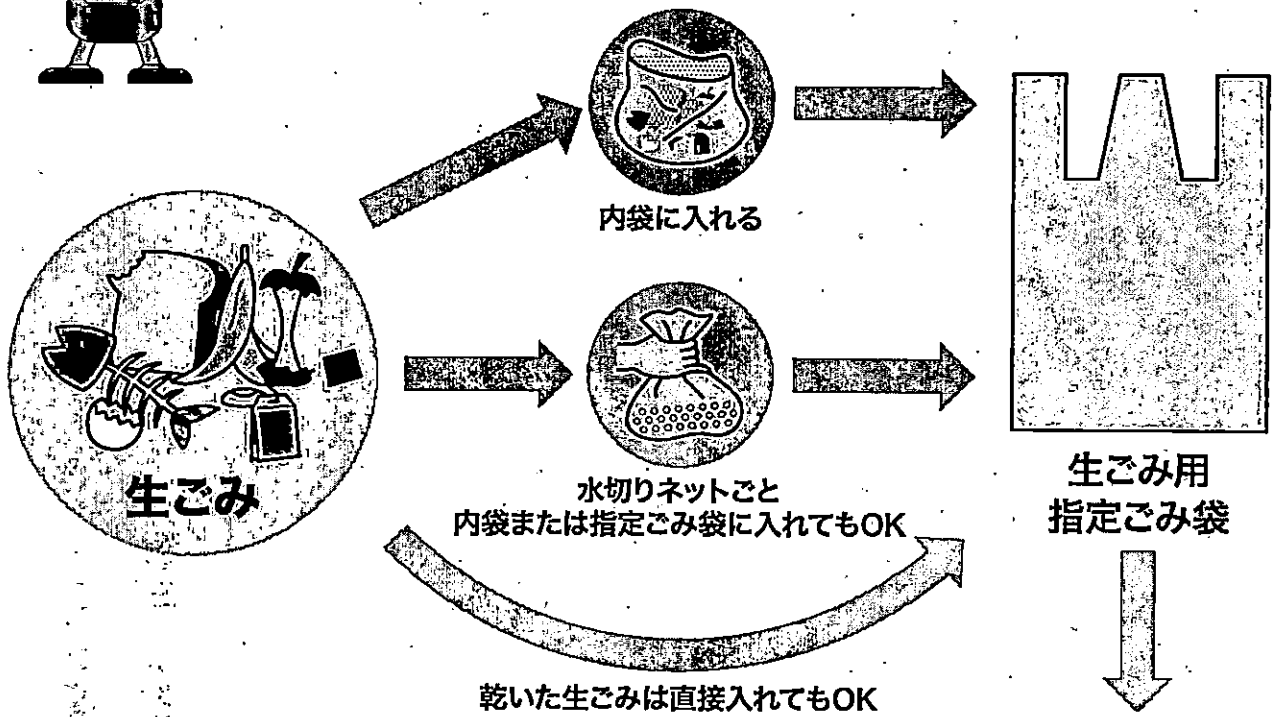 内袋に入れる
生ごみ
水切りネットごと
内袋または指定ごみ袋に入れてもOK
生ごみ用
指定ごみ袋
乾いた生ごみは直接入れてもOK